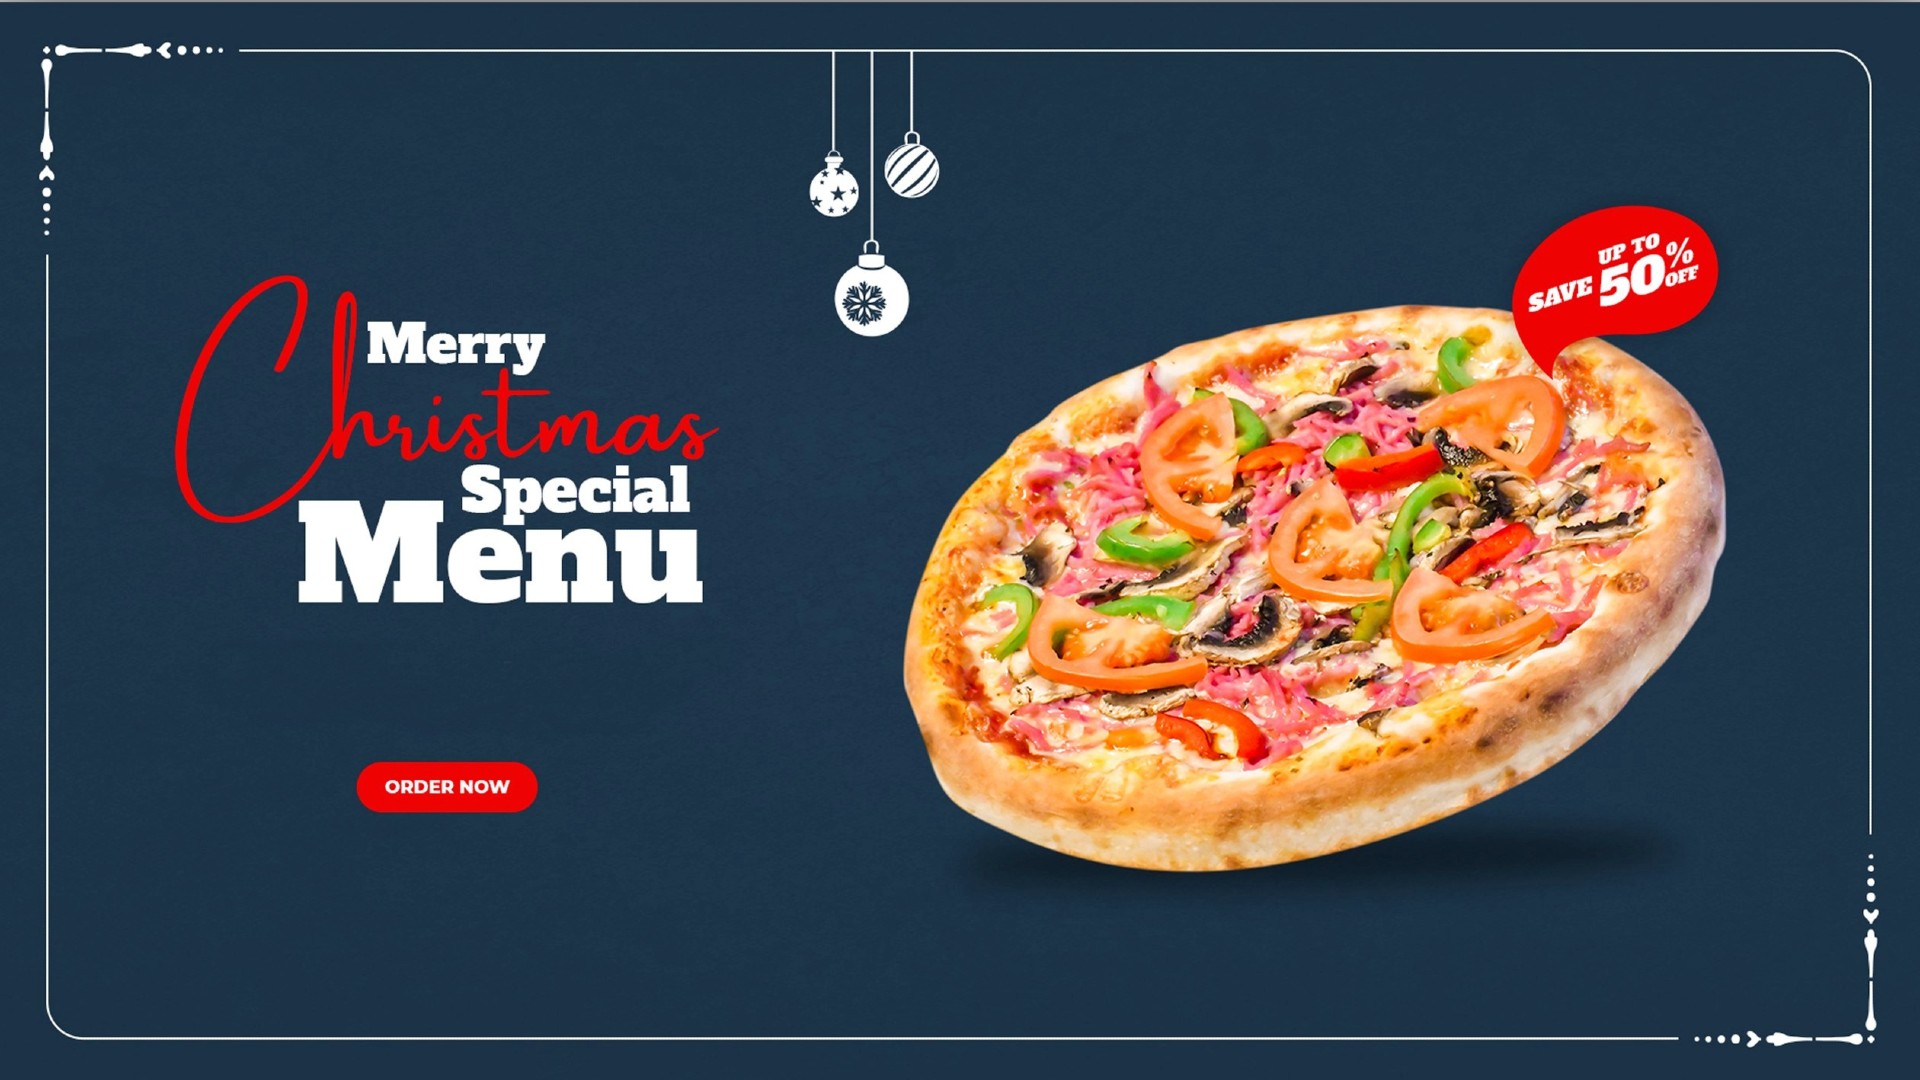 Merry
Christmas
Special
Menu
ORDER NOW
UP TO
SAVE 50%
OFF